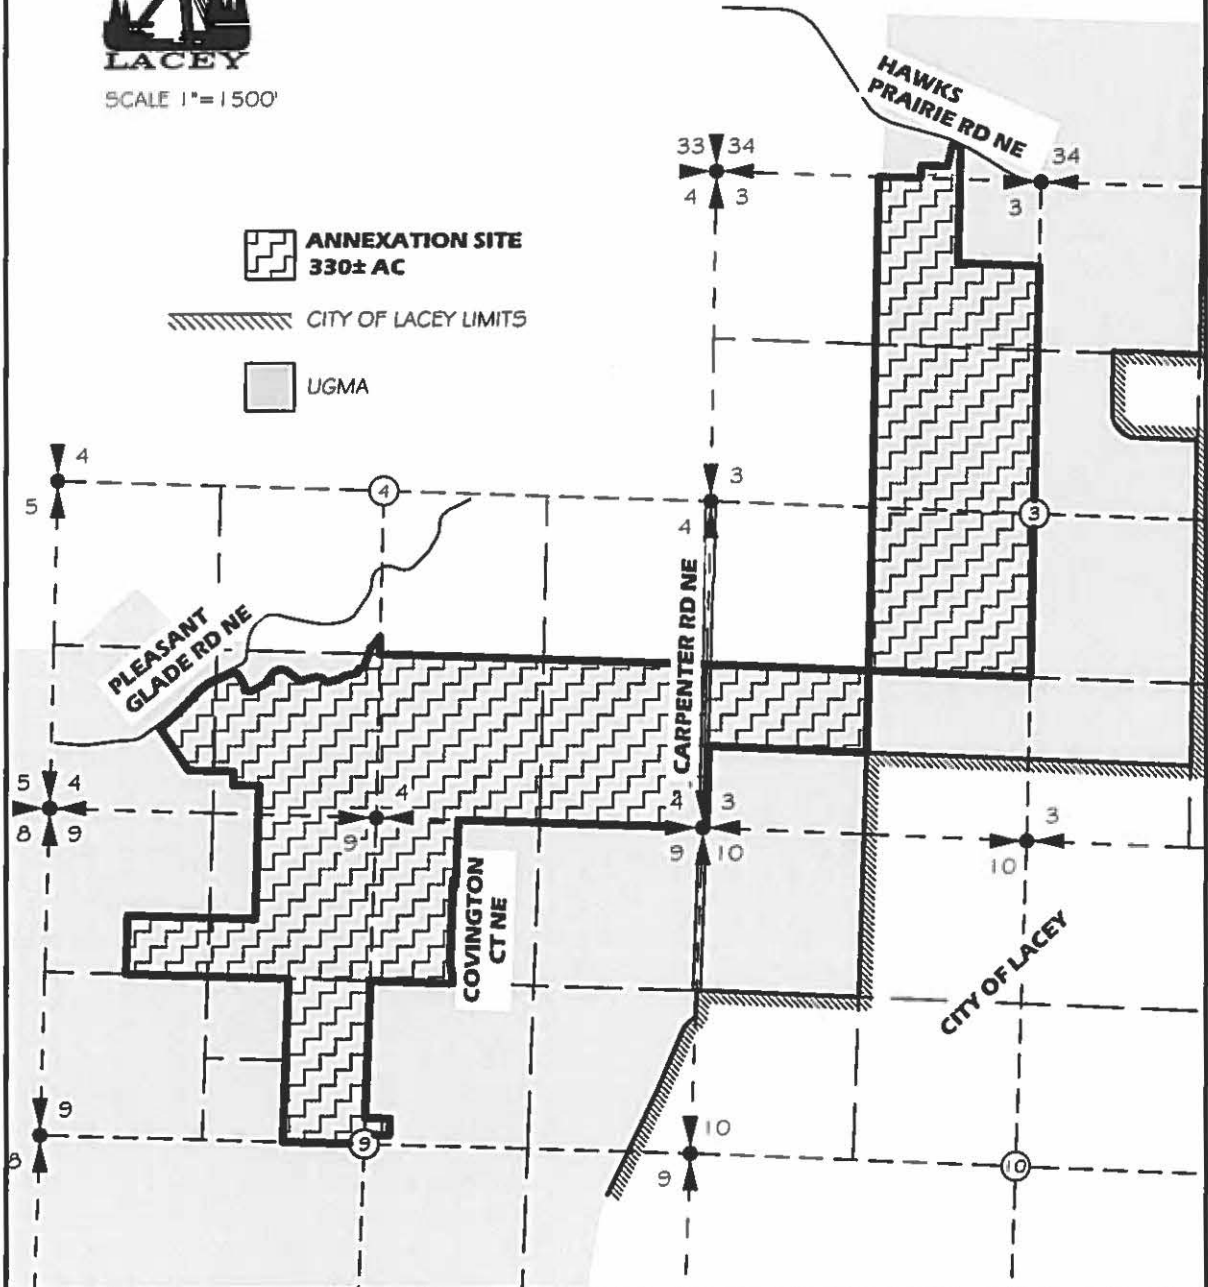 LACEY
SCALE 1"=1500'
HAWKS
PRAIRIE RD NE
33 34
4 3
34
3
ANNEXATION SITE
330± AC
CITY OF LACEY LIMITS
UGMA
4
5
4
3
4
3
CARPENTER RD NE
PLEASANT
GLADE RD NE
5 4
8 9
4
9
4 3
9 10
3
10
COVINGTON
CT NE
CITY OF LACEY
9
8
9
10
9
10